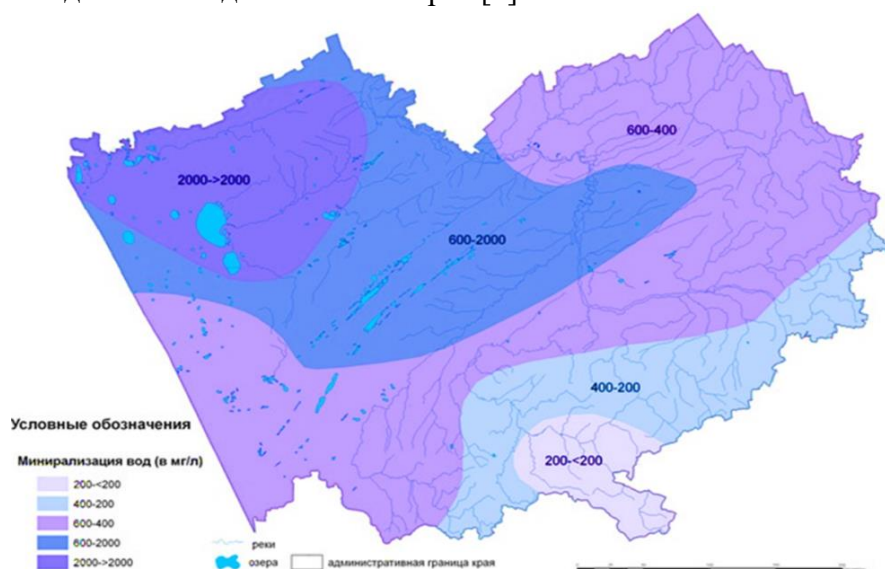 600-400
2000->2000
600-2000
400-200
200-<200
Условные обозначения
Минирализация вод (в мг/л)
200-<200
400-200
600-400
600-2000
2000->2000
реки
озера
административная граница края